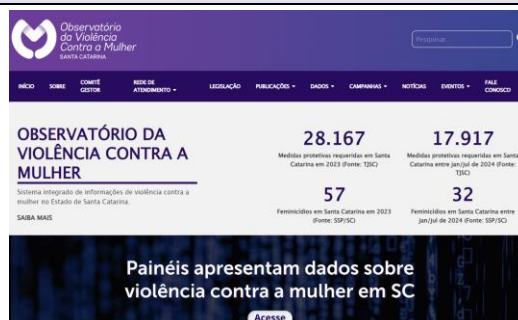 Observatório
da Violência
Contra a Mulher
SANTA CATARINA
Pesquisar...
INÍCIO
SOBRE
COMITÊ
GESTOR
REDE DE
ATENDIMENTO
LEGISLAÇÃO
PUBLICAÇÕES
DADOS
CAMPANHAS
NOTÍCIAS
EVENTOS
FALE
CONOSCO
OBSERVATÓRIO DA
VIOLÊNCIA CONTRA A
MULHER
Sistema integrado de informações de violência contra a
mulher no Estado de Santa Catarina.
SAIBA MAIS
28.167
Medidas protetivas requeridas em Santa
Catarina em 2023 (Fonte: TJSC)
17.917
Medidas protetivas requeridas em Santa
Catarina entre jan/jul de 2024 (Fonte:
TJSC)
57
Feminicídios em Santa Catarina em 2023
(Fonte: SSP/SC)
32
Feminicídios em Santa Catarina entre
jan/jul de 2024 (Fonte: SSP/SC)
Painéis apresentam dados sobre
violência contra a mulher em SC
Acesse